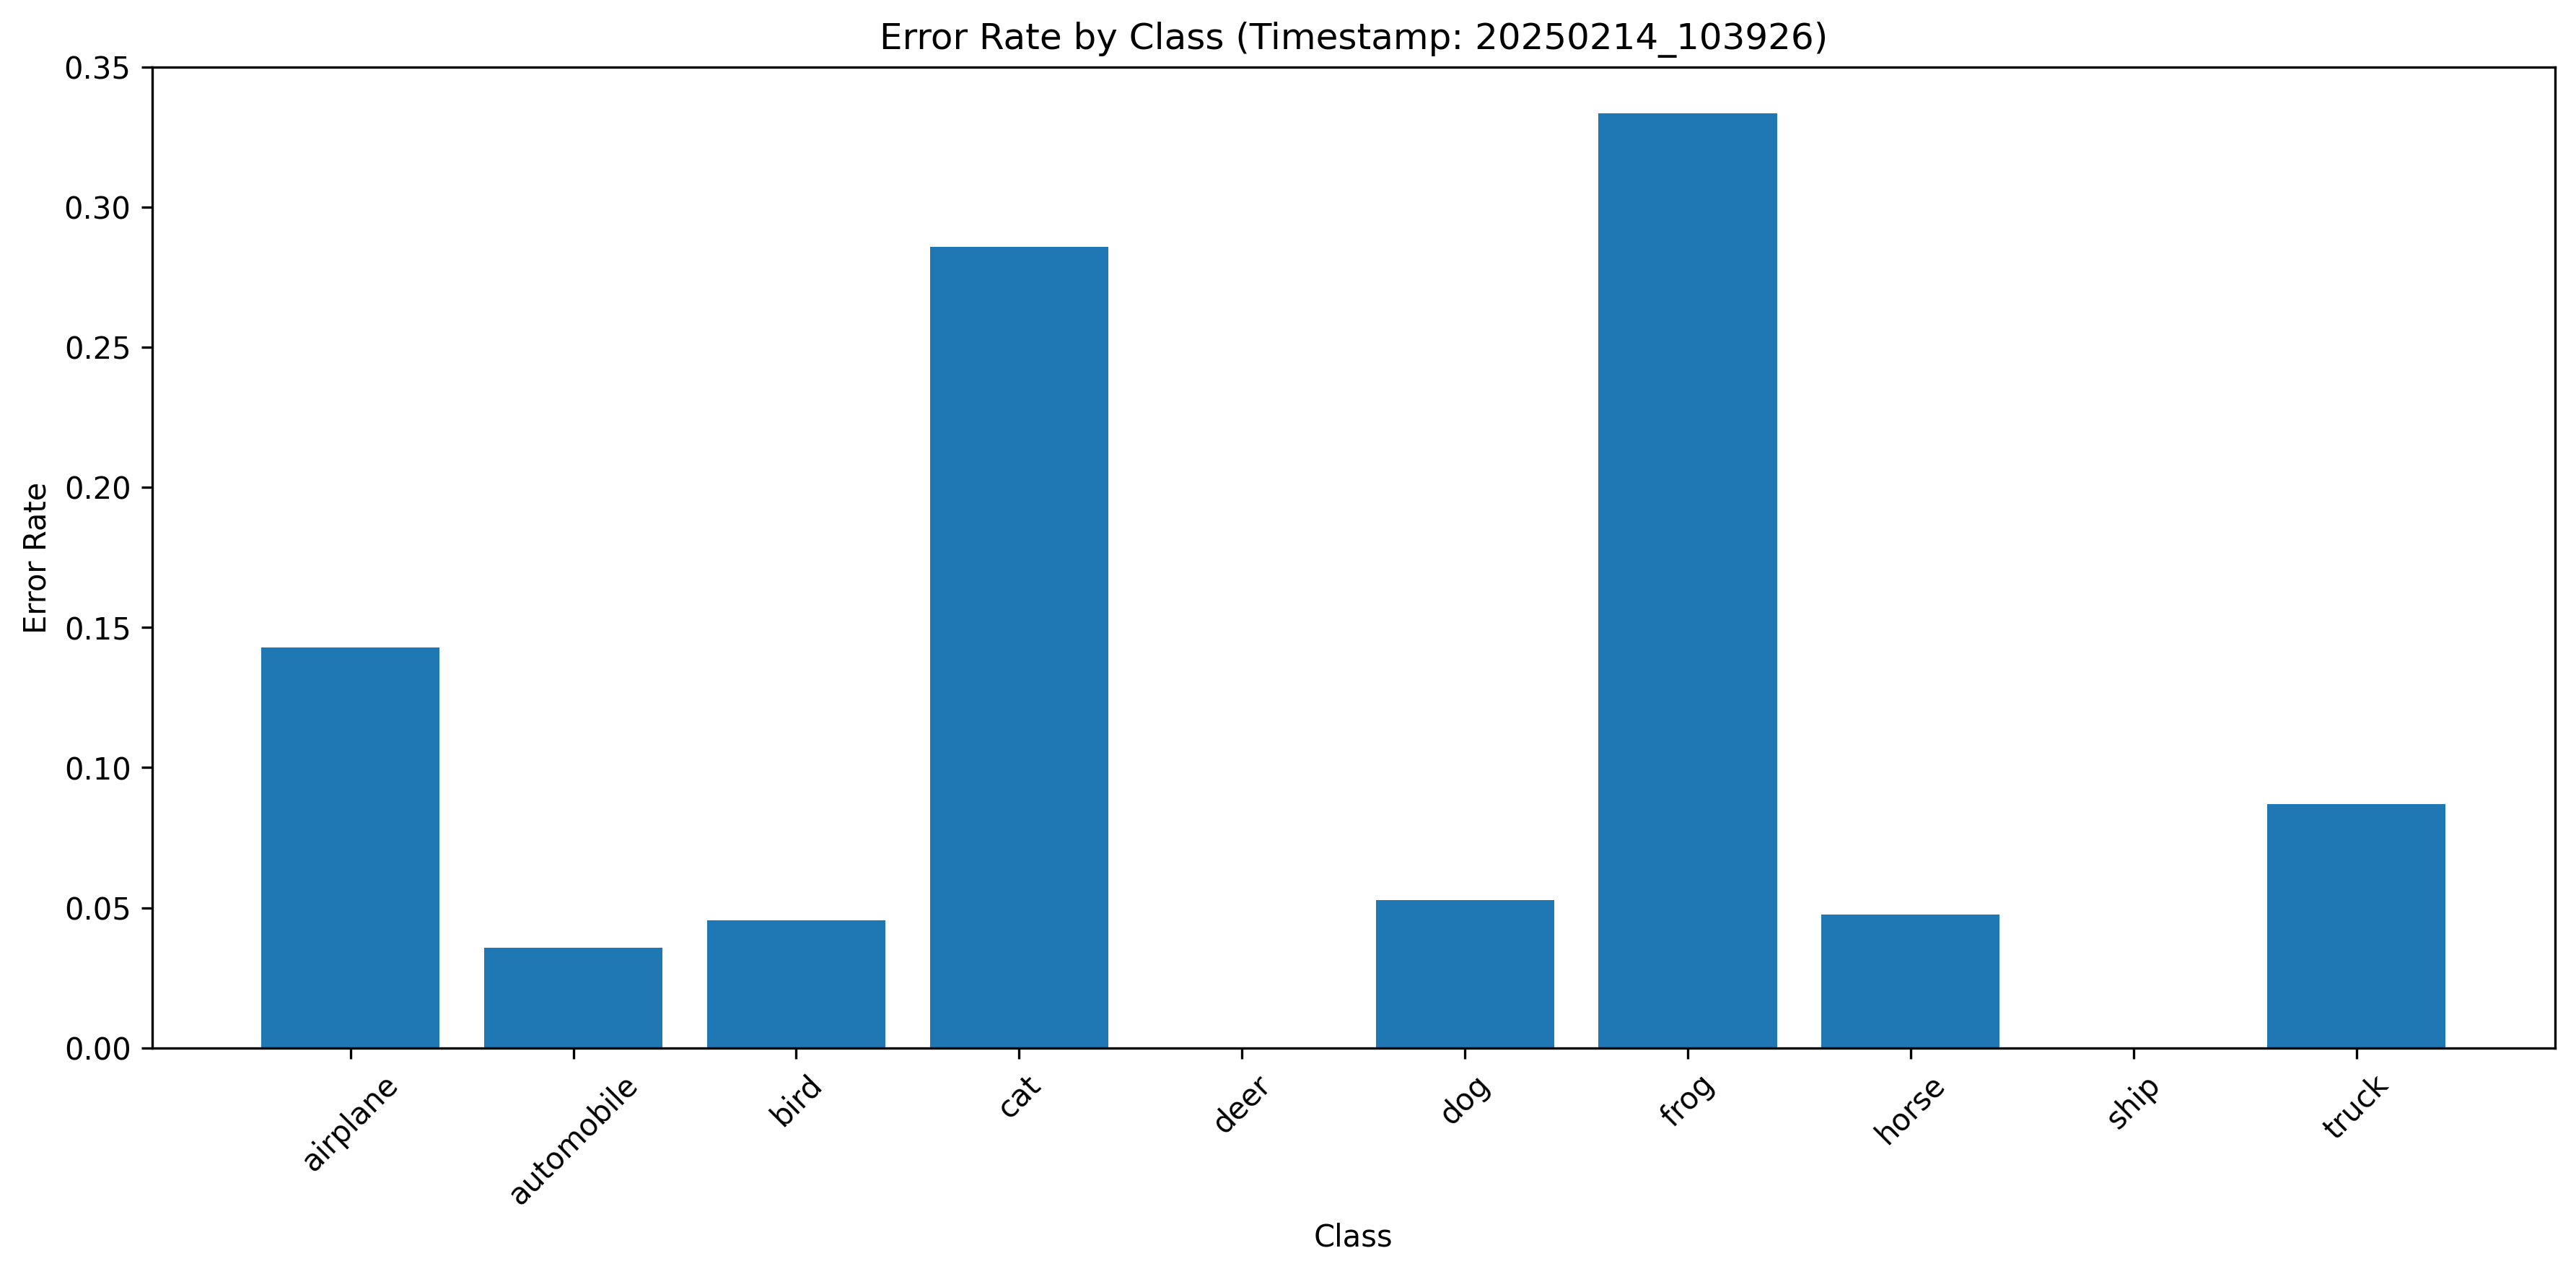 Error Rate by Class (Timestamp: 20250214_103926)
Error Rate
0.35
0.30
0.25
0.20
0.15
0.10
0.05
0.00
airplane
automobile
bird
cat
deer
dog
frog
horse
ship
truck
Class